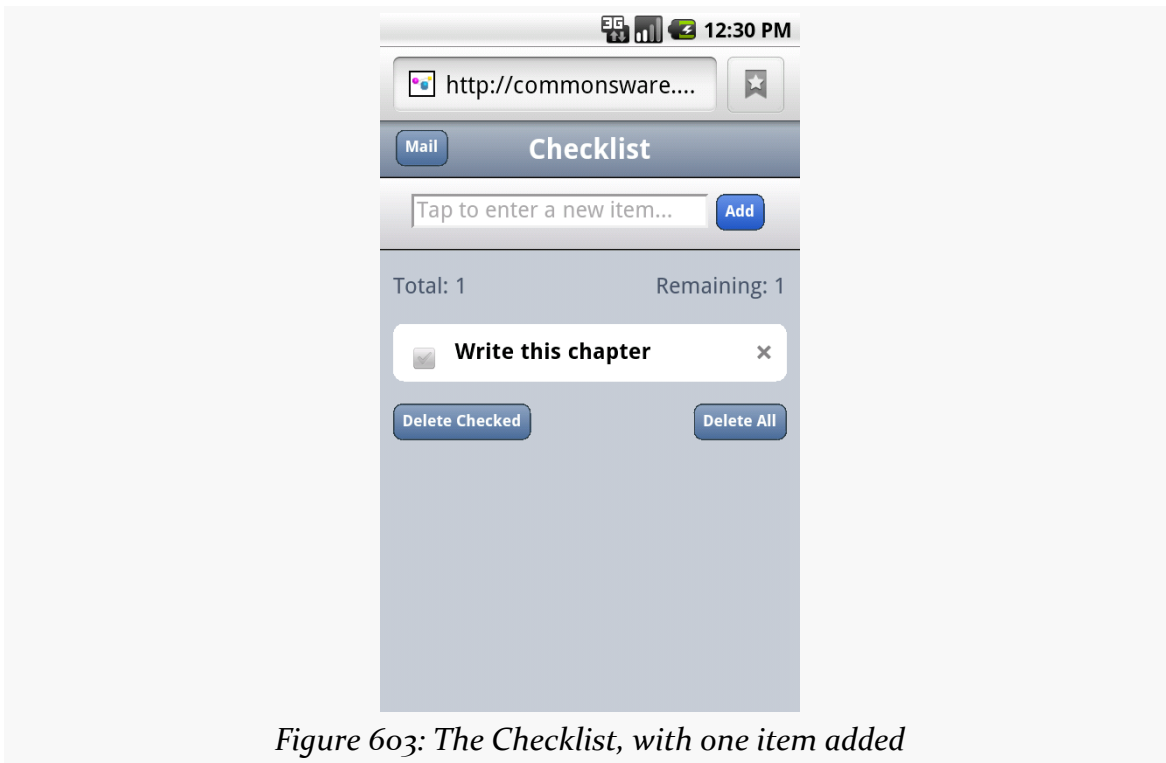 3G 12:30 PM
http://commonsware....
Mail Checklist
Tap to enter a new item... Add
Total: 1 Remaining: 1
Write this chapter ×
Delete Checked Delete All
Figure 603: The Checklist, with one item added